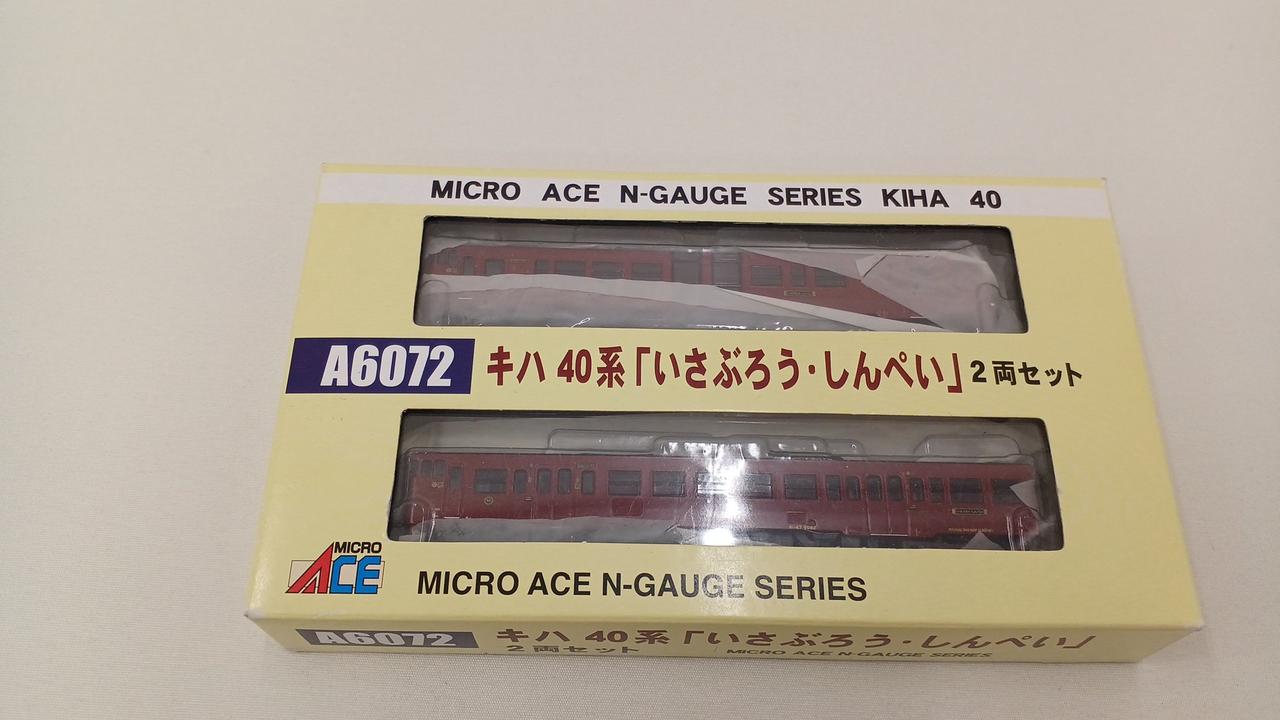 MICRO ACE N-GAUGE SERIES KIHA 40
A6072 キハ 40系「いさぶろう・しんぺい」2両セット
MICRO ACE
MICRO ACE N-GAUGE SERIES
A6072 キハ 40系「いさぶろう・しんぺい」
2両セット MICRO ACE N-GAUGE SERIES